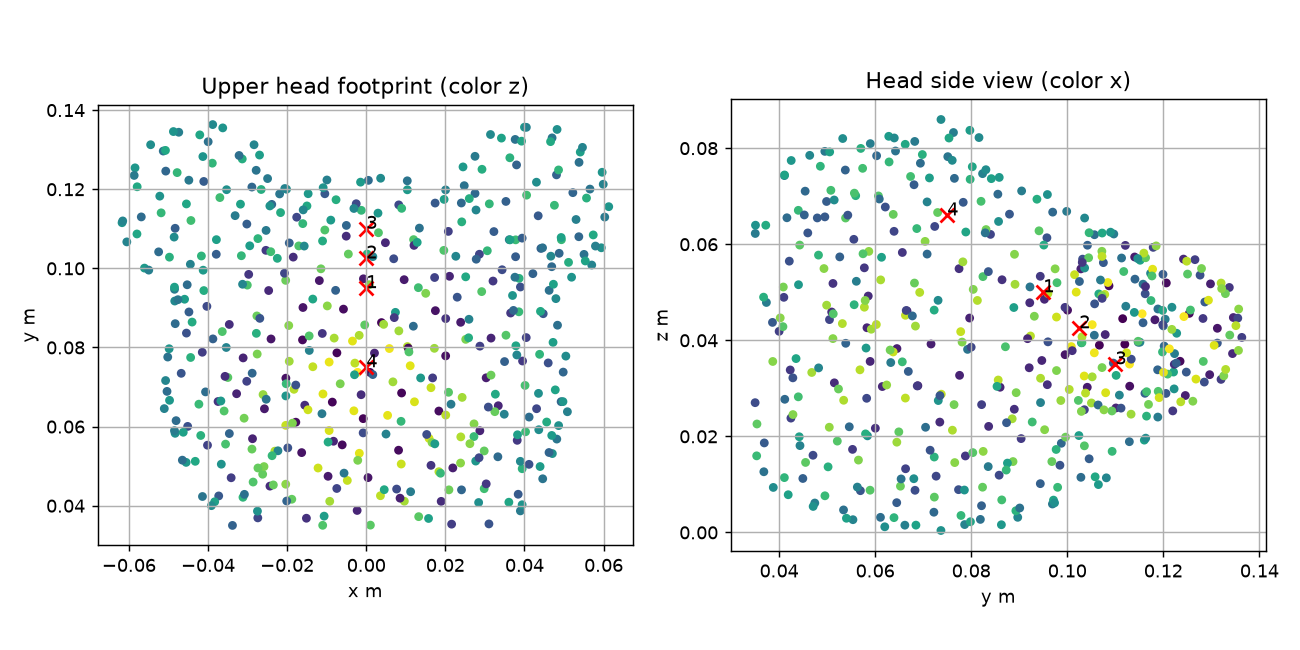 Upper head footprint (color z)
0.14
0.12
0.10
0.08
0.06
0.04
y m
−0.06 −0.04 −0.02 0.00 0.02 0.04 0.06
x m
3
2
1
4
Head side view (color x)
0.08
0.06
0.04
0.02
0.00
z m
0.04 0.06 0.08 0.10 0.12 0.14
y m
4
1
2
3